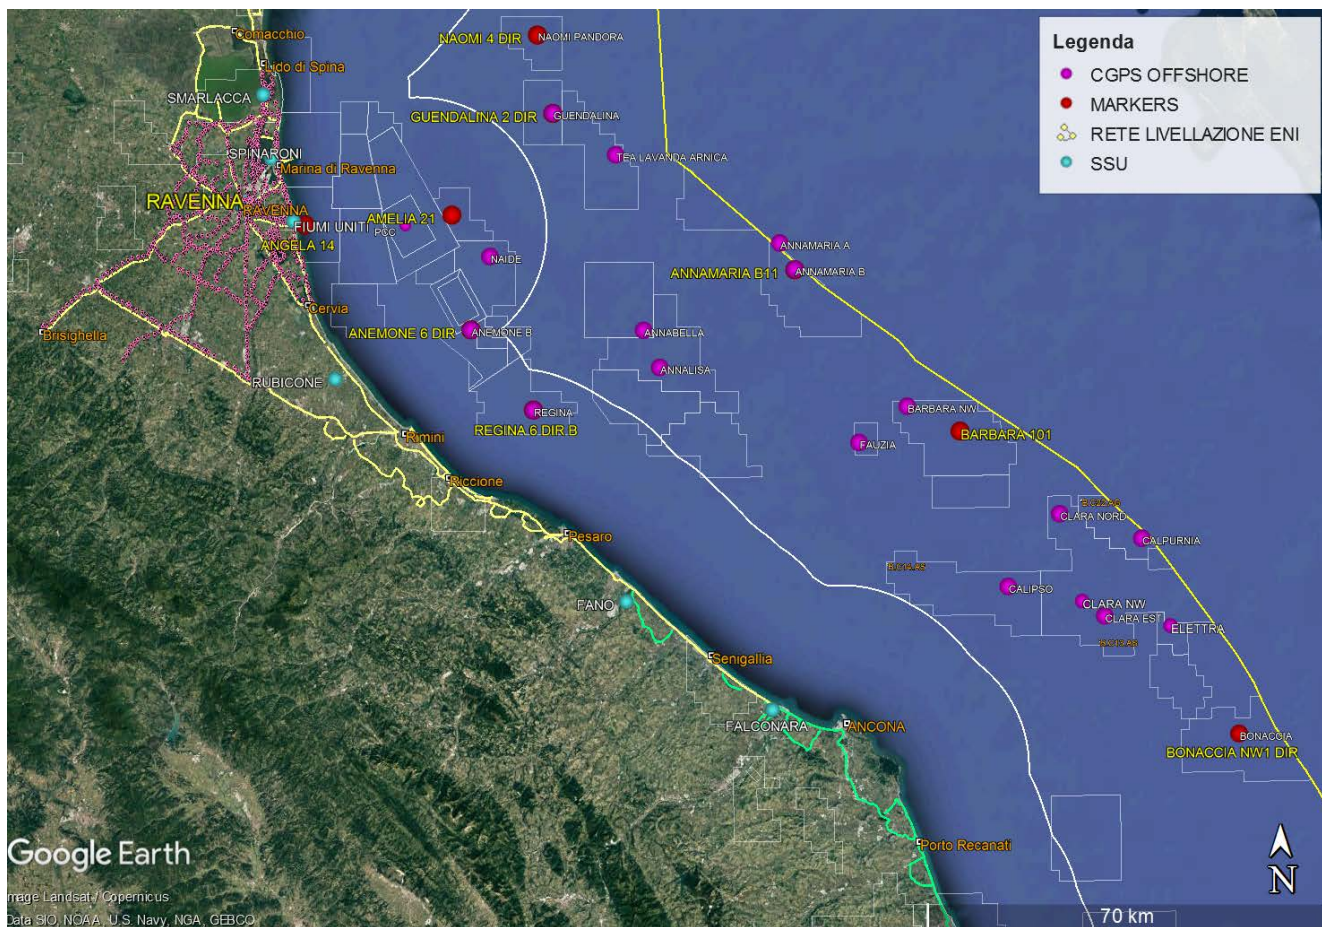 Legenda
CGPS OFFSHORE
MARKERS
RETE LIVELLAZIONE ENI
SSU
Comacchio
NAOMI 4 DIR
NAOMI PANDORA
Lido di Spina
SMARLACCA
GUENDALINA 2 DIR
GUENDALINA
SPINARONI
Marina di Ravenna
TEA LAVANDA ARNICA
RAVENNA
RAVENNA
FIUMI UNITI
AMELIA 21
PCC
ANGELA 14
NAIDE
ANNAMARIA A
ANNAMARIA B11
ANNAMARIA B
Cervia
Brisighella
ANEMONE 6 DIR
ANEMONE B
ANNABELLA
ANNALISA
RUBICONE
REGINA
REGINA 6 DIR B
BARBARA NW
BARBARA 101
FAUZIA
Rimini
Riccione
CLARA NORD
Pesaro
CALPURNIA
B.C13.AS
CALIPSO
FANO
CLARA NW
CLARA EST
ELETTRA
B.C13.AS
Senigallia
FALCONARA
ANCONA
BONACCIA
BONACCIA NW1 DIR
Porto Recanati
Google Earth
N
mage Landsat / Copernicus
Data SIO, NOAA, U.S. Navy, NGA, GEBCO
70 km